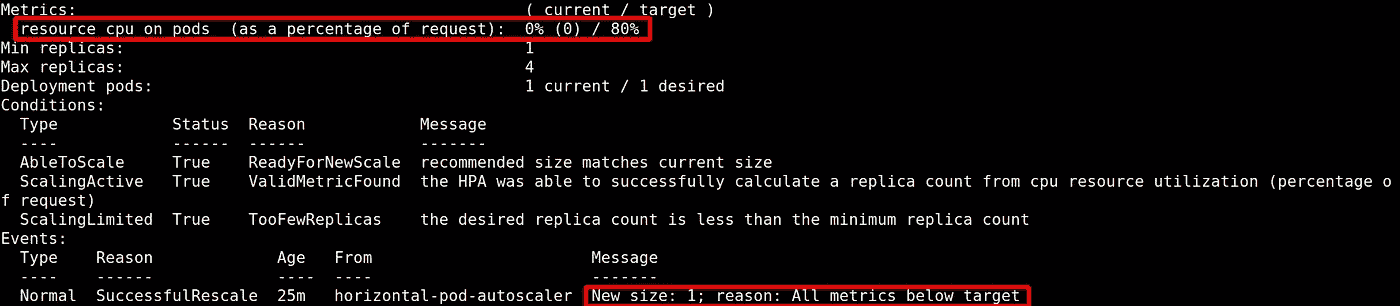 Metrics:                                               ( current / target )
  resource cpu on pods  (as a percentage of request):  0% (0) / 80%
Min replicas:                                          1
Max replicas:                                          4
Deployment pods:                                       1 current / 1 desired
Conditions:
  Type            Status  Reason            Message
  ----            ------  ------            -------
  AbleToScale     True    ReadyForNewScale  recommended size matches current size
  ScalingActive   True    ValidMetricFound  the HPA was able to successfully calculate a replica count from cpu resource utilization (percentage o
f request)
  ScalingLimited  True    TooFewReplicas    the desired replica count is less than the minimum replica count
Events:
  Type    Reason             Age   From                       Message
  ----    ------             ----  ----                       -------
  Normal  SuccessfulRescale  25m   horizontal-pod-autoscaler  New size: 1; reason: All metrics below target